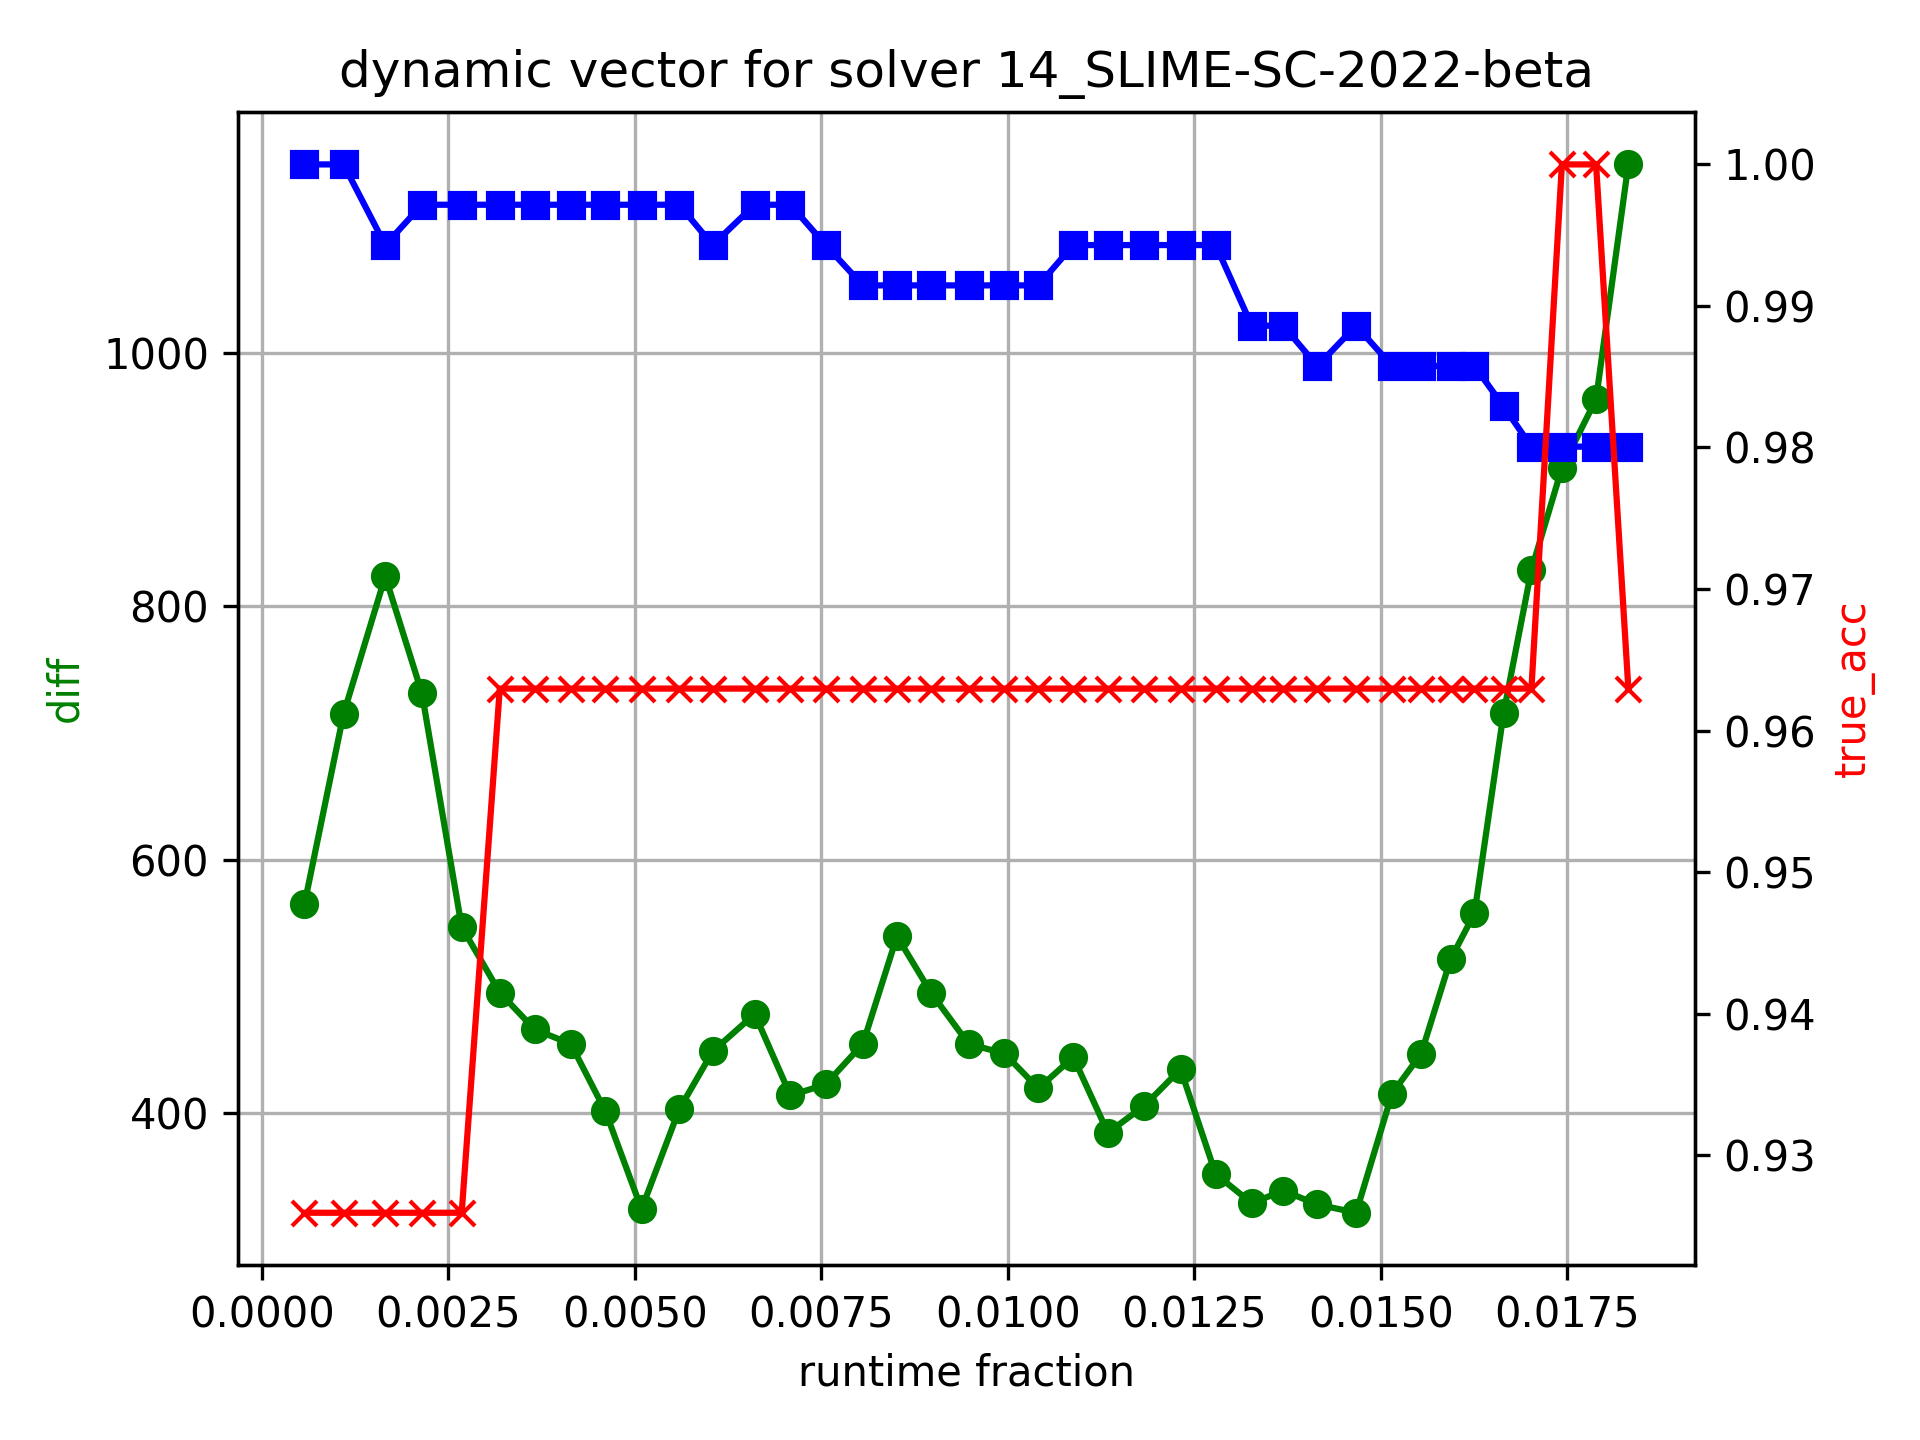 dynamic vector for solver 14_SLIME-SC-2022-beta
1000
800
600
400
diff
1.00
0.99
0.98
0.97
0.96
0.95
0.94
0.93
true_acc
0.0000 0.0025 0.0050 0.0075 0.0100 0.0125 0.0150 0.0175
runtime fraction